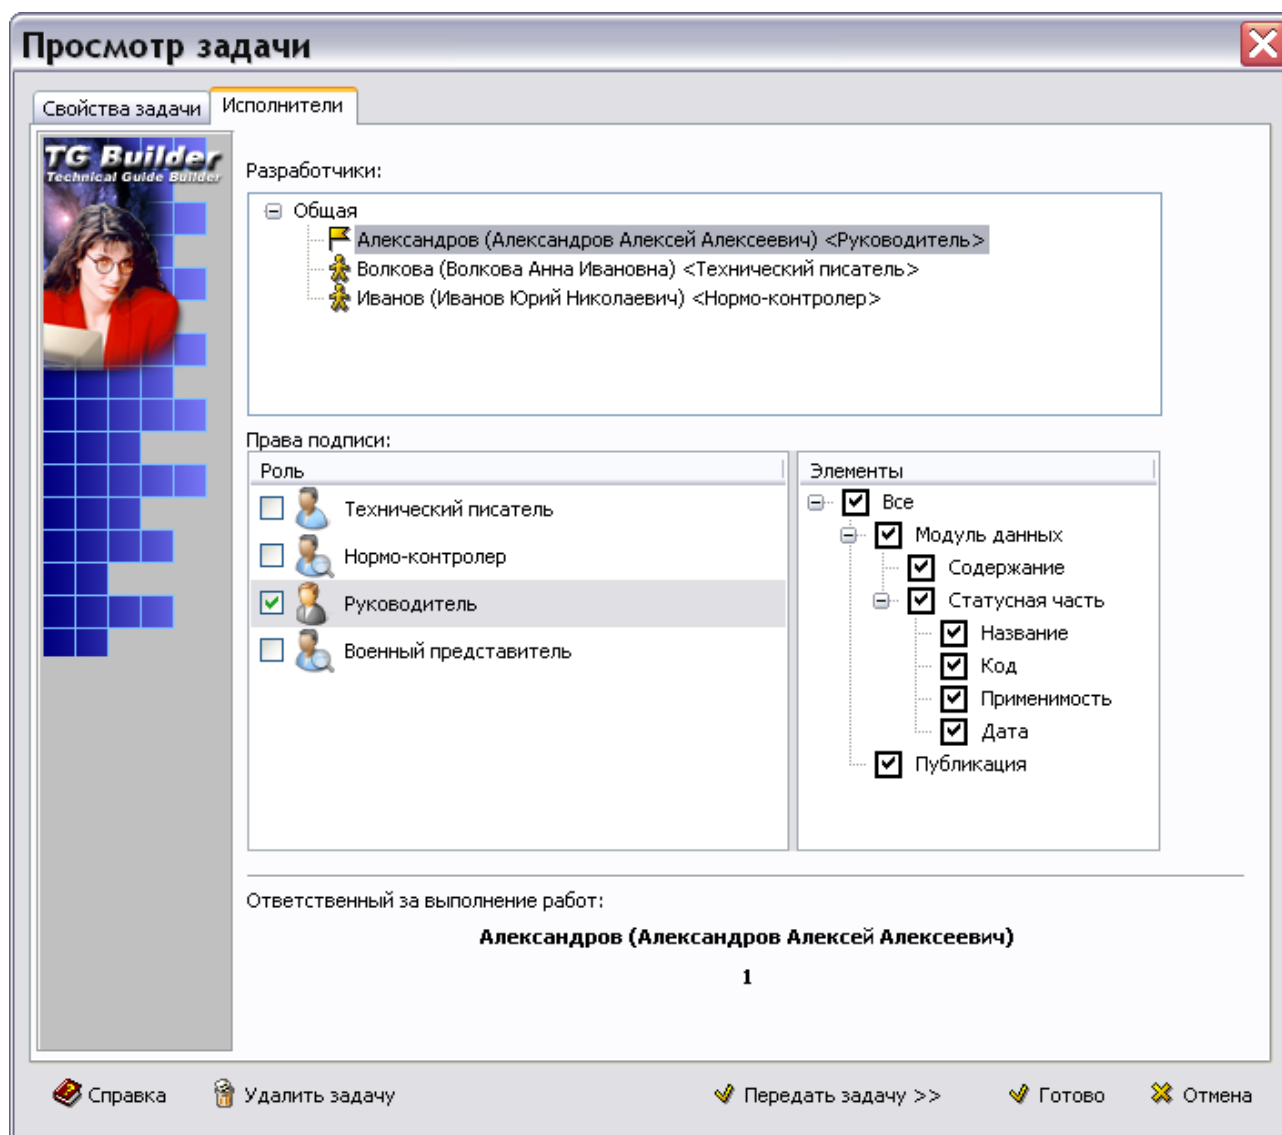 Просмотр задачи
Свойства задачи Исполнители
TG Builder
Technical Guide Builder
Разработчики:
Общая
Александров (Александров Алексей Алексеевич) <Руководитель>
Волкова (Волкова Анна Ивановна) <Технический писатель>
Иванов (Иванов Юрий Николаевич) <Нормо-контролер>
Права подписи:
Роль
Технический писатель
Нормо-контролер
Руководитель
Военный представитель
Элементы
Все
Модуль данных
Содержание
Статусная часть
Название
Код
Применимость
Дата
Публикация
Ответственный за выполнение работ:
Александров (Александров Алексей Алексеевич)
1
Справка Удалить задачу Передать задачу >> Готово Отмена